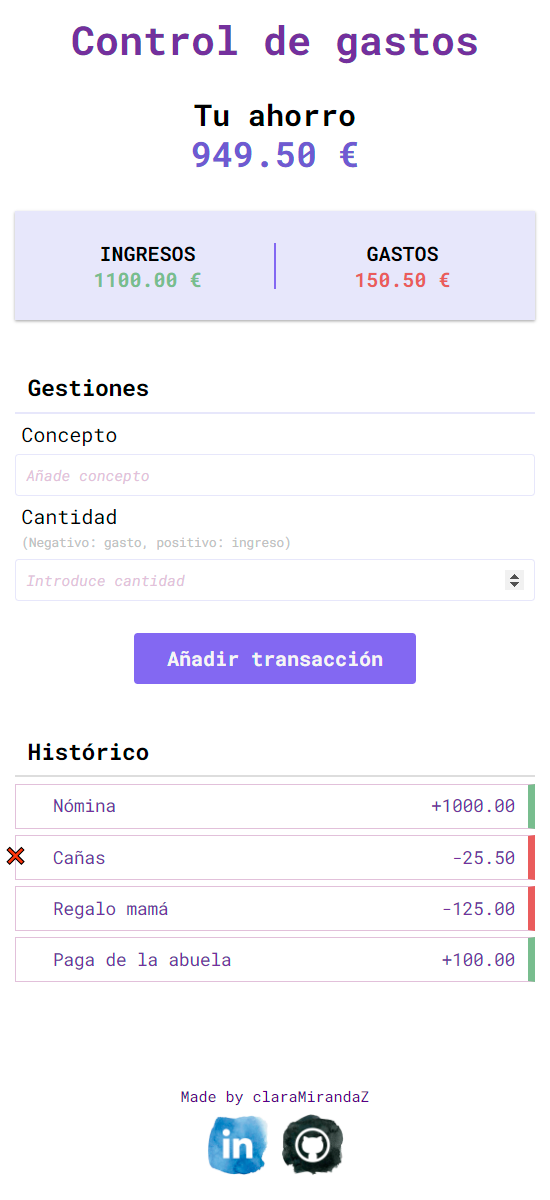 Control de gastos
Tu ahorro
949.50 €
INGRESOS
1100.00 €
GASTOS
150.50 €
Gestiones
Concepto
Añade concepto
Cantidad
(Negativo: gasto, positivo: ingreso)
Introduce cantidad
Añadir transacción
Histórico
Nómina +1000.00
Cañas -25.50
Regalo mamá -125.00
Paga de la abuela +100.00
Made by claraMirandaZ
in